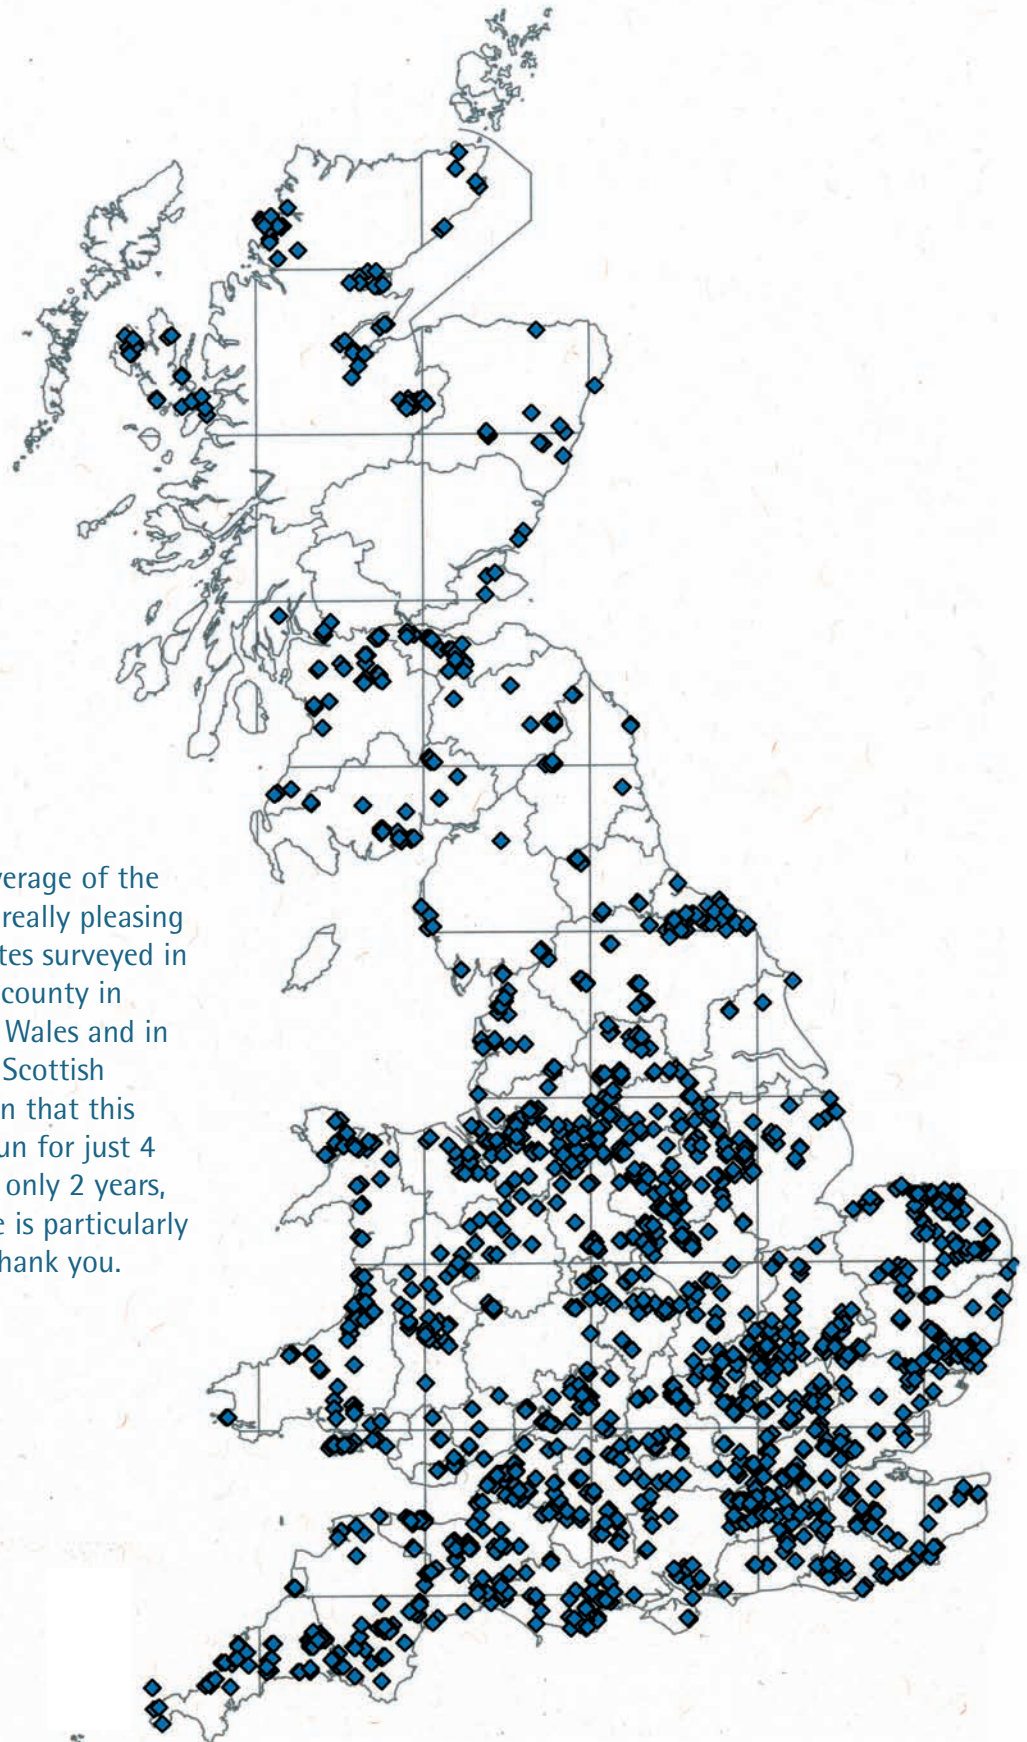 verage of the
really pleasing
tes surveyed in
county in
Wales and in
Scottish
n that this
un for just 4
only 2 years,
e is particularly
hank you.